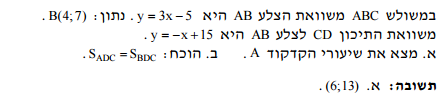 במשולש ABC משוואת הצלע AB היא y = 3x − 5. נתון: B(4;7).
משוואת התיכון CD לצלע AB היא y = −x + 15.
א. מצא את שיעורי הקדקוד A. ב. הוכח: S_ADC = S_BDC.
תשובה: א. (6;13).